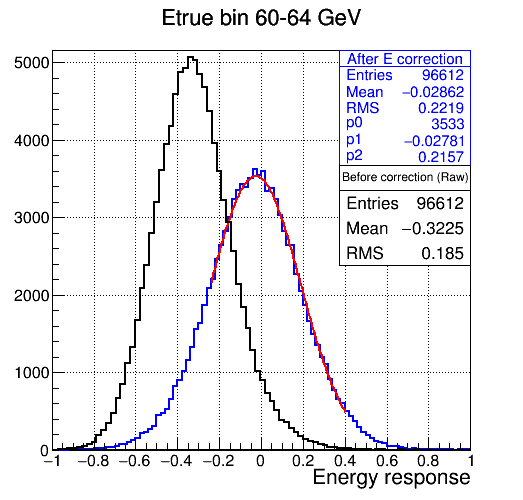 Etrue bin 60-64 GeV
After E correction
Entries 96612
Mean −0.02862
RMS 0.2219
p0 3533
p1 −0.02781
p2 0.2157
Before correction (Raw)
Entries 96612
Mean −0.3225
RMS 0.185
5000
4000
3000
2000
1000
0
−1 −0.8 −0.6 −0.4 −0.2 0 0.2 0.4 0.6 0.8 1
Energy response